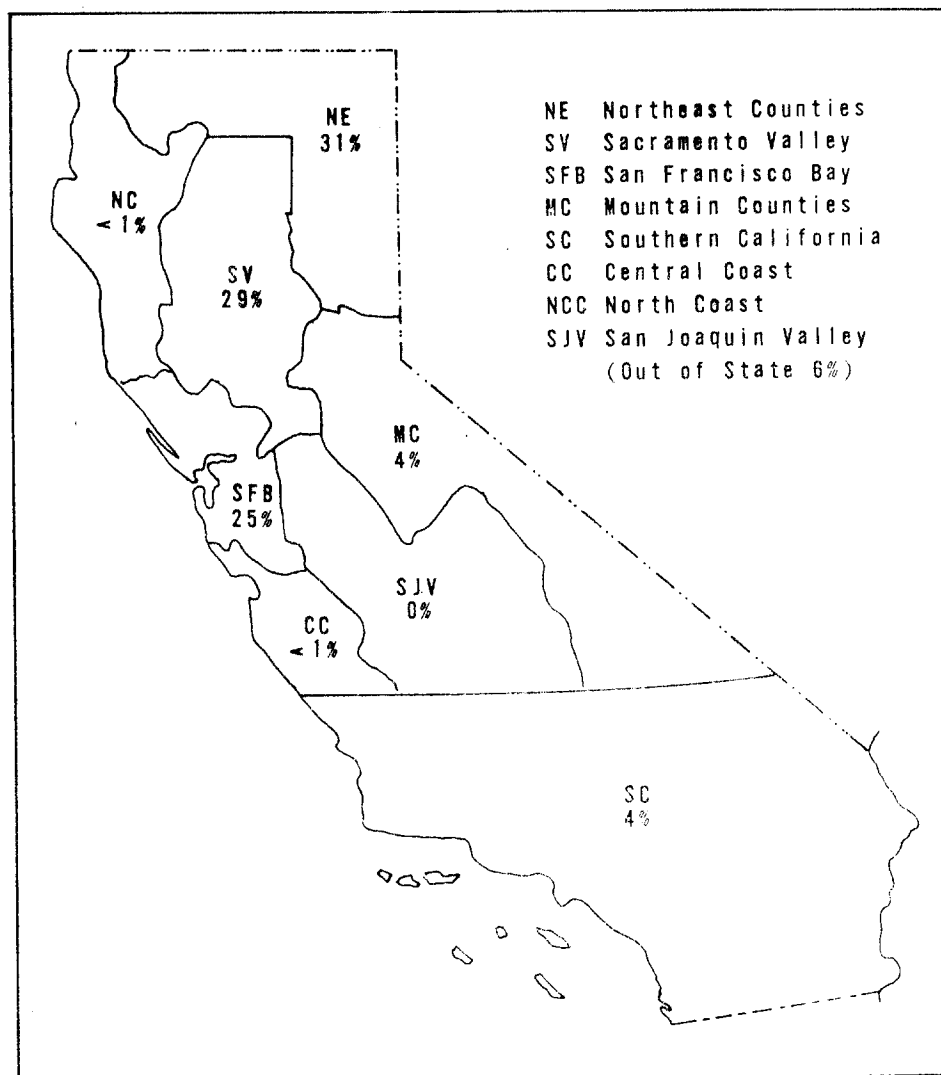 NE Northeast Counties
SV Sacramento Valley
SFB San Francisco Bay
MC Mountain Counties
SC Southern California
CC Central Coast
NCC North Coast
SJV San Joaquin Valley
(Out of State 6%)
NE
31%
NC
< 1%
SV
29%
MC
4%
SFB
25%
SJV
0%
CC
< 1%
SC
4%